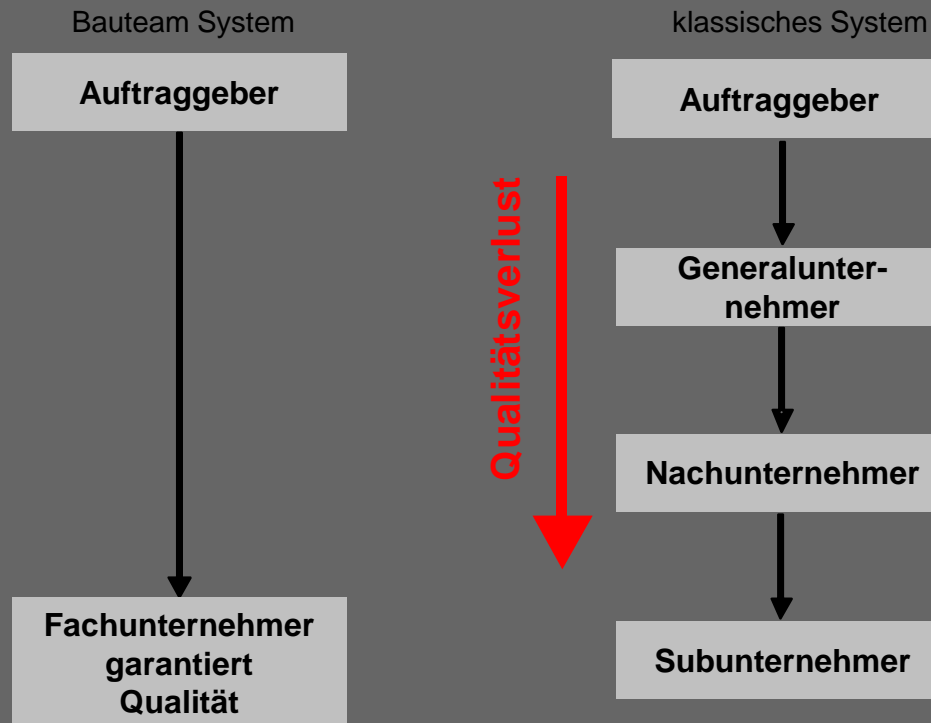 Bauteam System
Auftraggeber
Fachunternehmer
garantiert
Qualität
Qualitätsverlust
klassisches System
Auftraggeber
Generalunter-
nehmer
Nachunternehmer
Subunternehmer